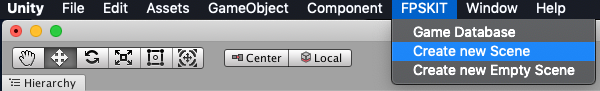 Unity File Edit Assets GameObject Component FPSKIT Window Help
Game Database
Create new Scene
Create new Empty Scene
Center Local
Hierarchy